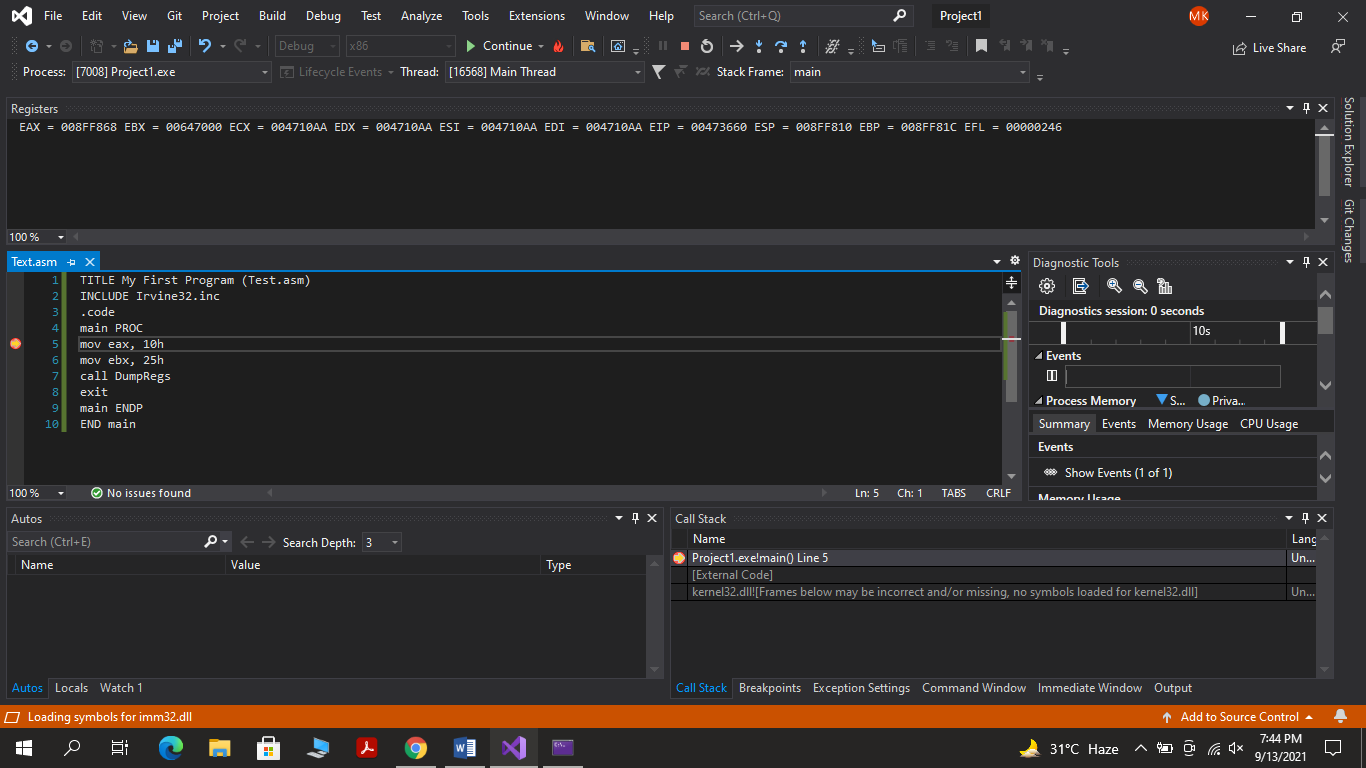 File Edit View Git Project Build Debug Test Analyze Tools Extensions Window Help Search (Ctrl+Q) Project1 MK
Debug x86 Continue Live Share
Process: [7008] Project1.exe Lifecycle Events Thread: [16568] Main Thread Stack Frame: main
Registers
EAX = 008FF868 EBX = 00647000 ECX = 004710AA EDX = 004710AA ESI = 004710AA EDI = 004710AA EIP = 00473660 ESP = 008FF810 EBP = 008FF81C EFL = 00000246
100 %
Solution Explorer
Git Changes
Text.asm
1 TITLE My First Program (Test.asm)
2 INCLUDE Irvine32.inc
3 .code
4 main PROC
5 mov eax, 10h
6 mov ebx, 25h
7 call DumpRegs
8 exit
9 main ENDP
10 END main
100 % No issues found Ln: 5 Ch: 1 TABS CRLF
Diagnostic Tools
Diagnostics session: 0 seconds
10s
Events
Process Memory S... Priva...
Summary Events Memory Usage CPU Usage
Events
Show Events (1 of 1)
Memory Usage
Autos
Search (Ctrl+E) Search Depth: 3
Name Value Type
Autos Locals Watch 1
Call Stack
Name Lang
Project1.exe!main() Line 5 Un...
[External Code]
kernel32.dll![Frames below may be incorrect and/or missing, no symbols loaded for kernel32.dll] Un...
Call Stack Breakpoints Exception Settings Command Window Immediate Window Output
Loading symbols for imm32.dll Add to Source Control
31°C Haze 7:44 PM
9/13/2021